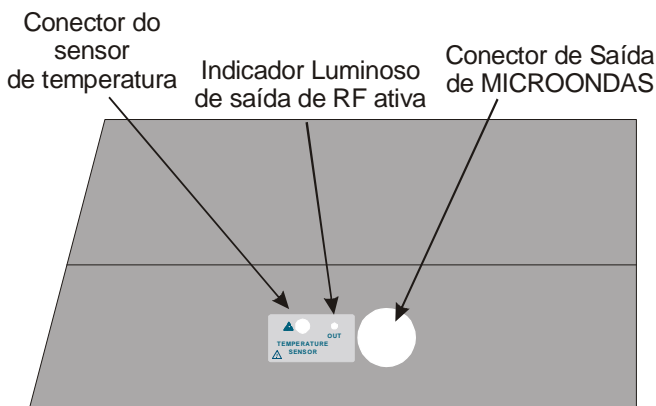 Conector do
sensor
de temperatura
Indicador Luminoso
de saída de RF ativa
Conector de Saída
de MICROONDAS
OUT
TEMPERATURE
SENSOR